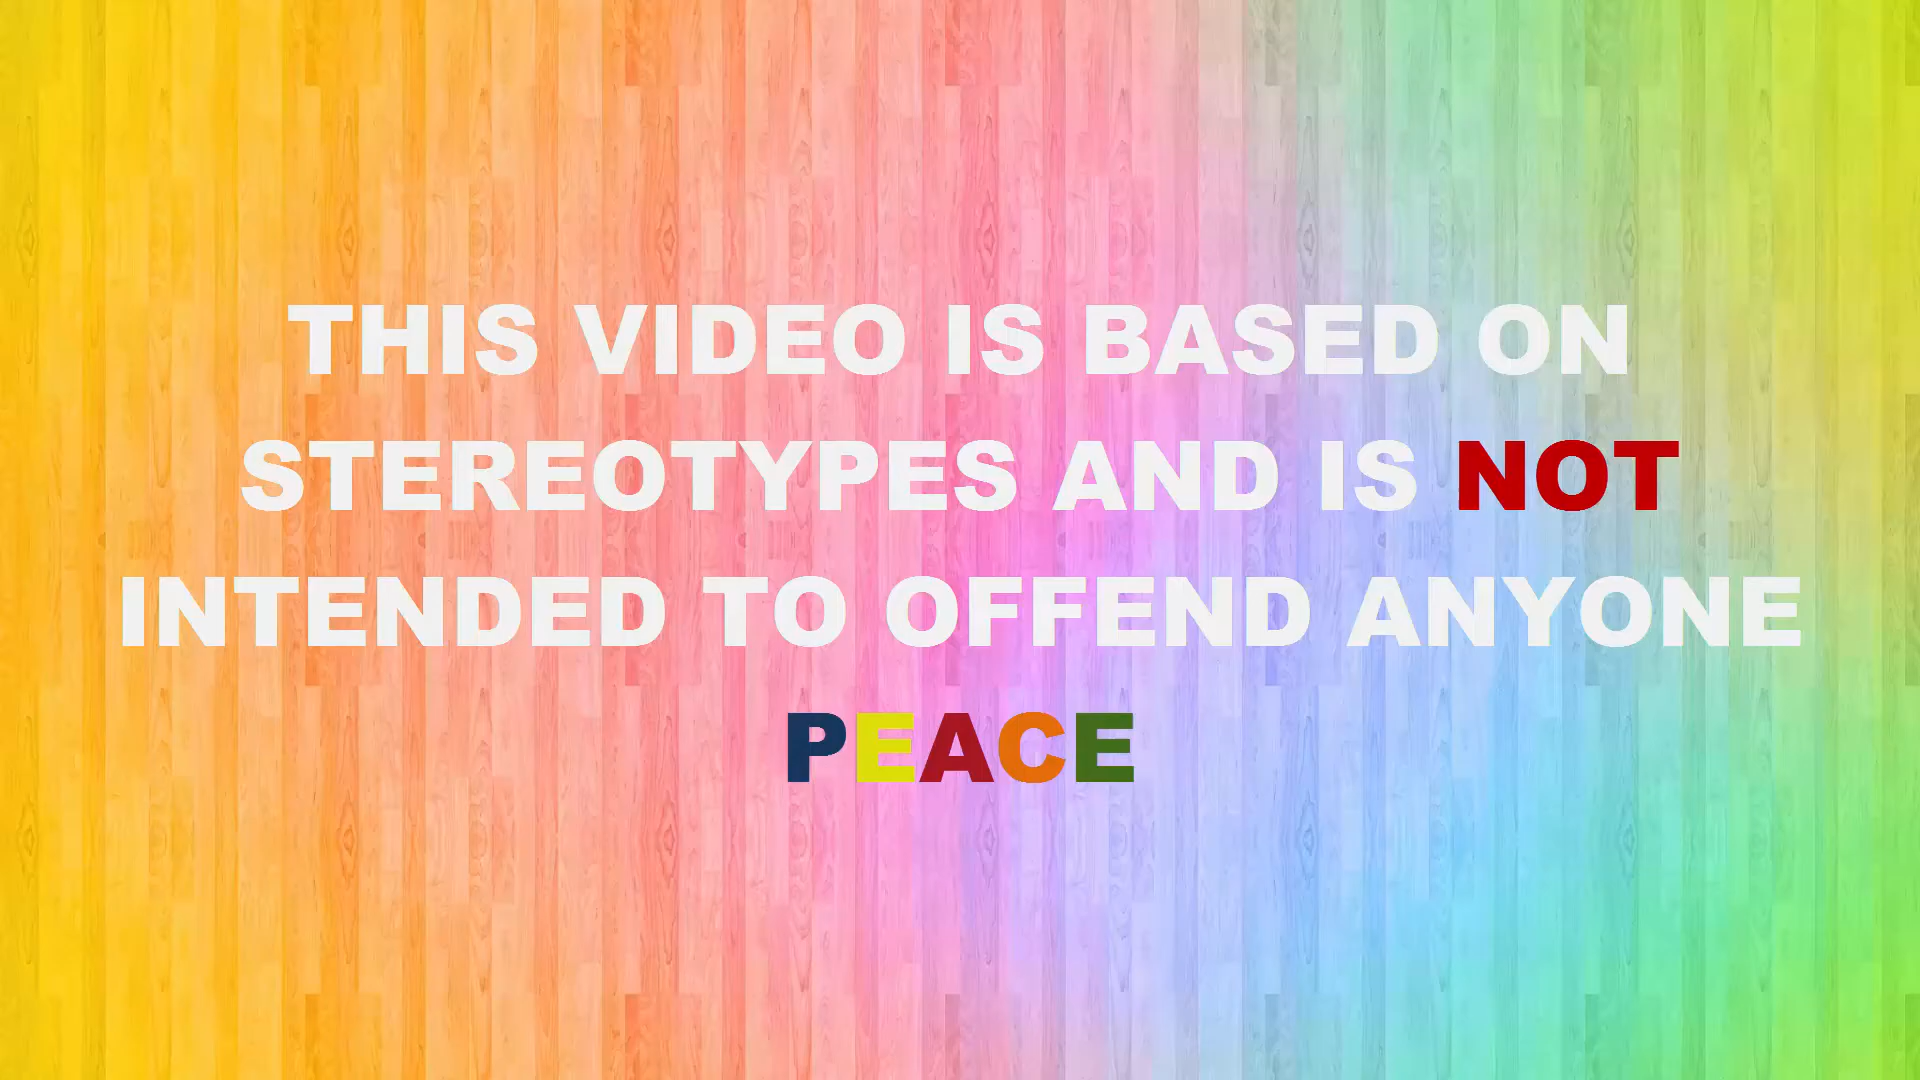 THIS VIDEO IS BASED ON
STEREOTYPES AND IS NOT
INTENDED TO OFFEND ANYONE
PEACE